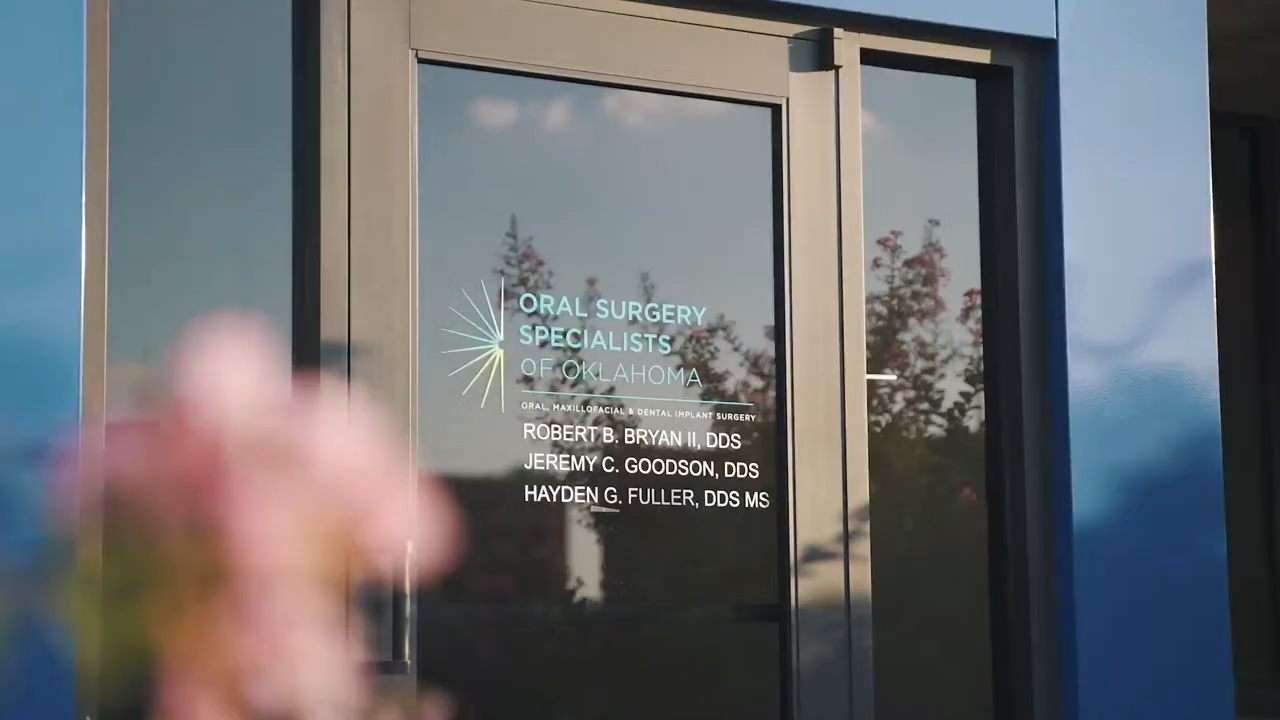 ORAL SURGERY
SPECIALISTS
OF OKLAHOMA
ORAL, MAXILLOFACIAL & DENTAL IMPLANT SURGERY
ROBERT B. BRYAN II, DDS
JEREMY C. GOODSON, DDS
HAYDEN G. FULLER, DDS MS